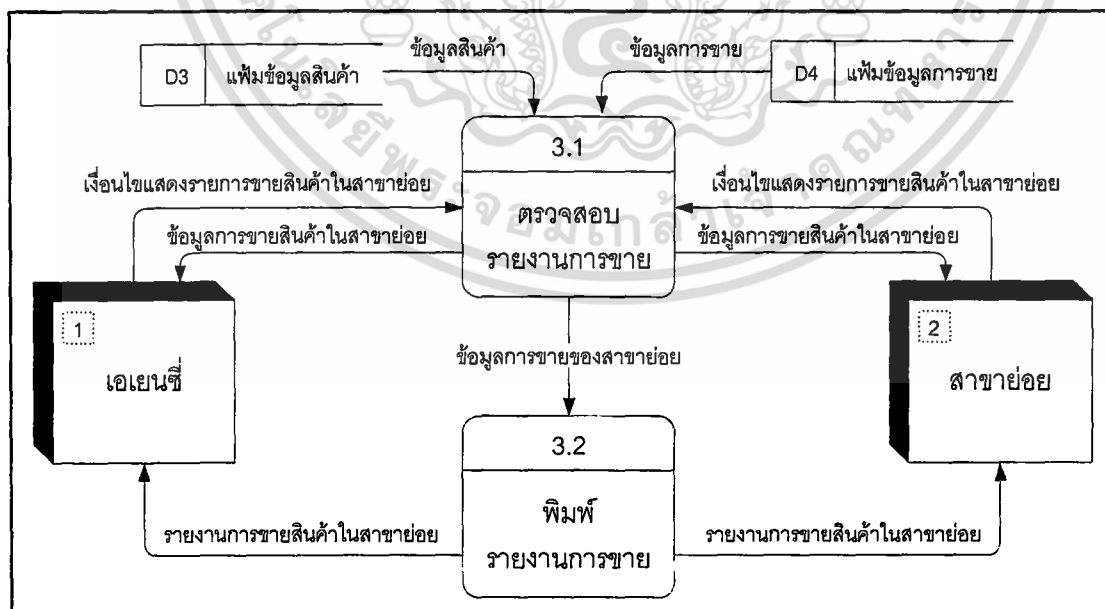 ข้อมูลสินค้า
ข้อมูลการขาย
D3 แฟ้มข้อมูลสินค้า
D4 แฟ้มข้อมูลการขาย
3.1
ตรวจสอบ
รายงานการขาย
เงื่อนไขแสดงรายการขายสินค้าในสาขาย่อย
เงื่อนไขแสดงรายการขายสินค้าในสาขาย่อย
ข้อมูลการขายสินค้าในสาขาย่อย
ข้อมูลการขายสินค้าในสาขาย่อย
1
เอเยนซี่
2
สาขาย่อย
ข้อมูลการขายของสาขาย่อย
3.2
พิมพ์
รายงานการขาย
รายงานการขายสินค้าในสาขาย่อย
รายงานการขายสินค้าในสาขาย่อย